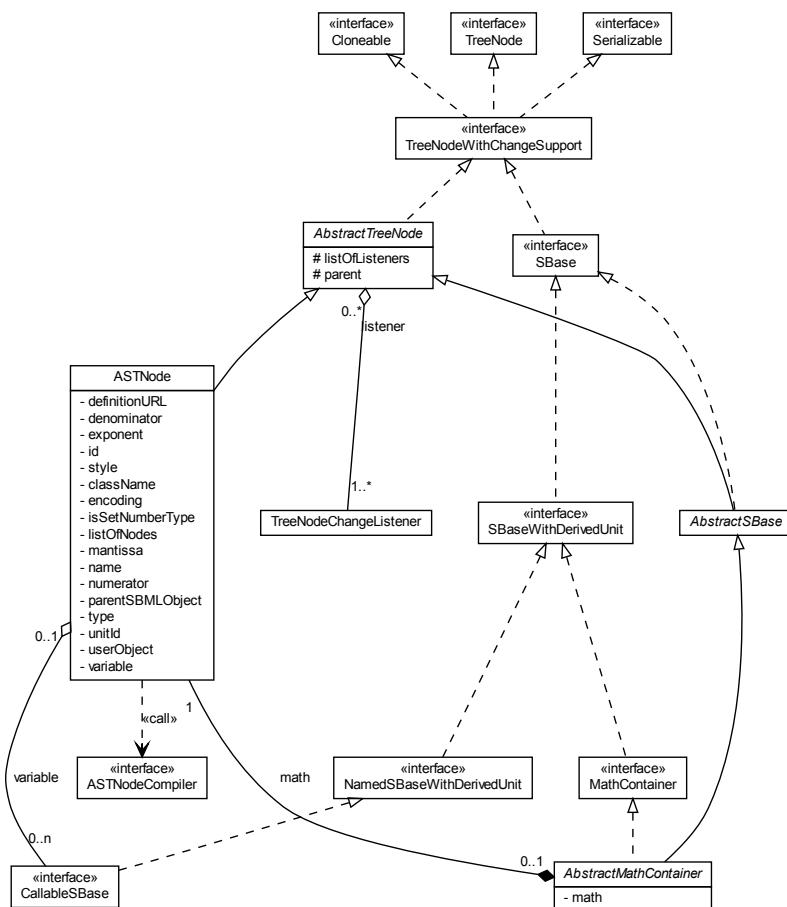 «interface»
Cloneable
«interface»
TreeNode
«interface»
Serializable
«interface»
TreeNodeWithChangeSupport
AbstractTreeNode
# listOfListeners
# parent
«interface»
SBase
0..*
listener
ASTNode
- definitionURL
- denominator
- exponent
- id
- style
- className
- encoding
- isSetNumberType
- listOfNodes
- mantissa
- name
- numerator
- parentSBMLObject
- type
- unitId
- userObject
- variable
1..*
TreeNodeChangeListener
«interface»
SBaseWithDerivedUnit
AbstractSBase
0..1
1
«call»
«interface»
ASTNodeCompiler
variable
math
«interface»
NamedSBaseWithDerivedUnit
«interface»
MathContainer
0..n
0..1
«interface»
CallableSBase
AbstractMathContainer
- math